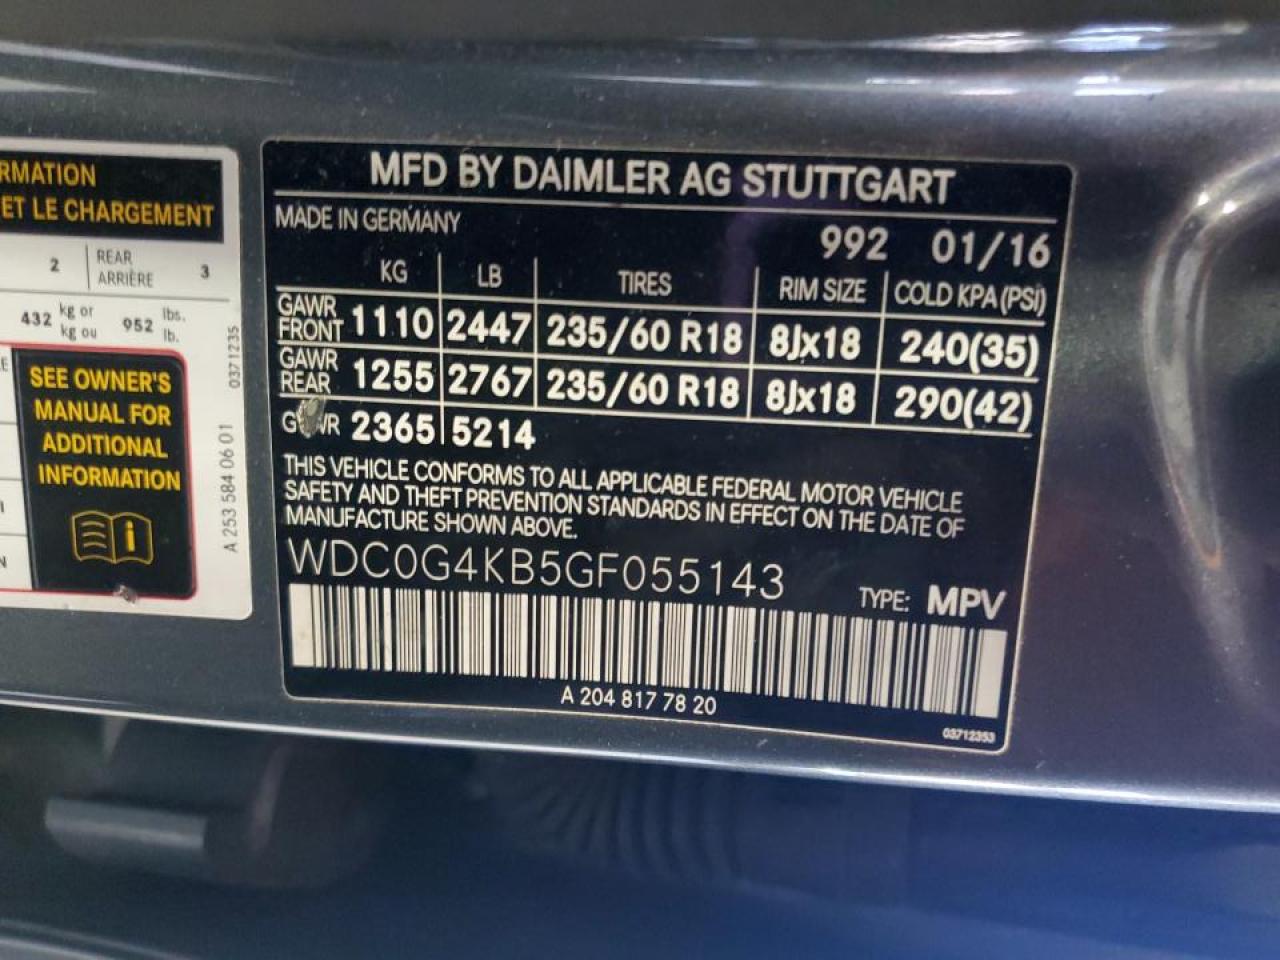 RMATION
ET LE CHARGEMENT
2 REAR ARRIÈRE 3
432 kg or kg ou 952 lbs. lb.
SEE OWNER'S
MANUAL FOR
ADDITIONAL
INFORMATION
0371235
A 253 584 06 01
MFD BY DAIMLER AG STUTTGART
MADE IN GERMANY
992 01/16
KG LB TIRES RIM SIZE COLD KPA (PSI)
GAWR FRONT 1110 2447 235/60 R18 8Jx18 240(35)
GAWR REAR 1255 2767 235/60 R18 8Jx18 290(42)
GVWR 2365 5214
THIS VEHICLE CONFORMS TO ALL APPLICABLE FEDERAL MOTOR VEHICLE
SAFETY AND THEFT PREVENTION STANDARDS IN EFFECT ON THE DATE OF
MANUFACTURE SHOWN ABOVE.
WDC0G4KB5GF055143
TYPE: MPV
A 204 817 78 20
03712353